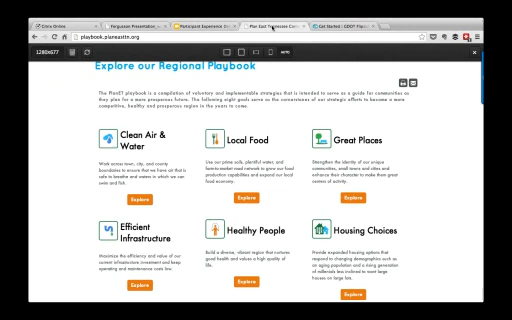 Citrix Online
Ferguson Presentation_
Participant Experience De
Plan East Tennessee Com
Get Started | GDOT Playb
playbook.planeasttn.org
1280x677
AUTO
Explore our Regional Playbook
The PlanET playbook is a compilation of voluntary and implementable strategies that is intended to serve as a guide for communities as
they plan for a more prosperous future. The following eight goals serve as the cornerstones of our strategic efforts to become a more
competitive, healthy and prosperous region in the years to come.
Clean Air &
Water
Work across town, city, and county
boundaries to ensure that we have air that is
safe to breathe and waters in which we can
swim and fish.
Explore
Local Food
Use our prime soils, plentiful water, and
farm-to-market road network to grow our food
production capabilities and expand our local
food economy.
Explore
Great Places
Strengthen the identity of our unique
communities, small towns and cities and
enhance their character to make them great
centers of activity.
Explore
Efficient
Infrastructure
Maximize the efficiency and value of our
current infrastructure investment and keep
operating and maintenance costs low.
Explore
Healthy People
Build a diverse, vibrant region that nurtures
good health and values a high quality of
life.
Explore
Housing Choices
Provide expanded housing options that
respond to changing demographics such as
an aging population and a rising generation
of millenials less inclined to want large
houses on large lots.
Explore